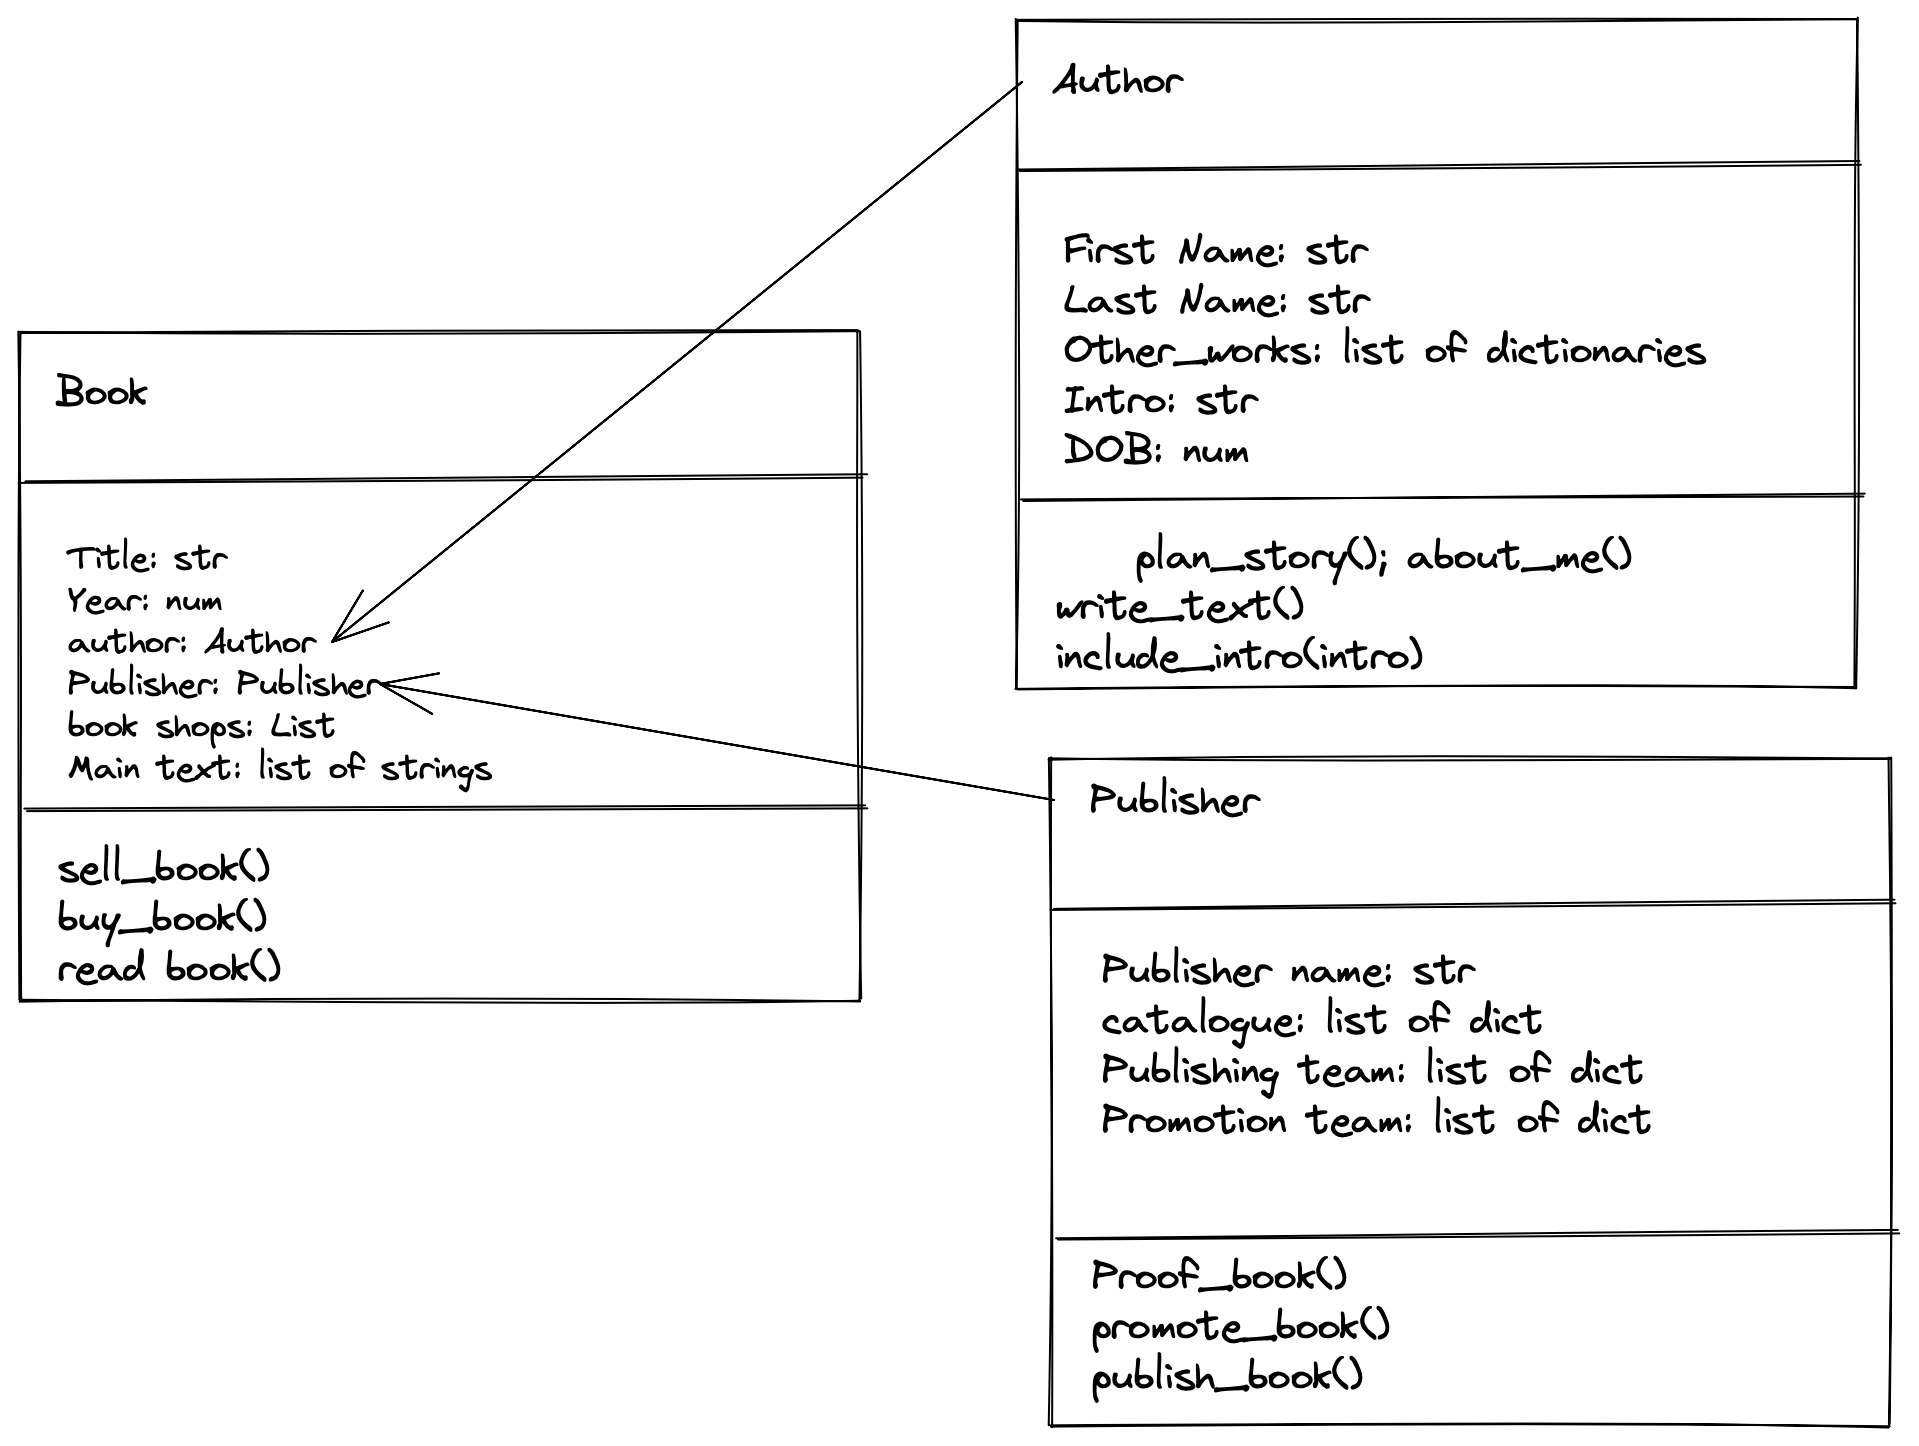 Author
First Name: str
Last Name: str
Other_works: list of dictionaries
Intro: str
DOB: num
plan_story(); about_me()
write_text()
include_intro(intro)
Book
Title: str
Year: num
author: Author
Publisher: Publisher
book shops: List
Main text: list of strings
sell_book()
buy_book()
read book()
Publisher
Publisher name: str
catalogue: list of dict
Publishing team: list of dict
Promotion team: list of dict
Proof_book()
promote_book()
publish_book()